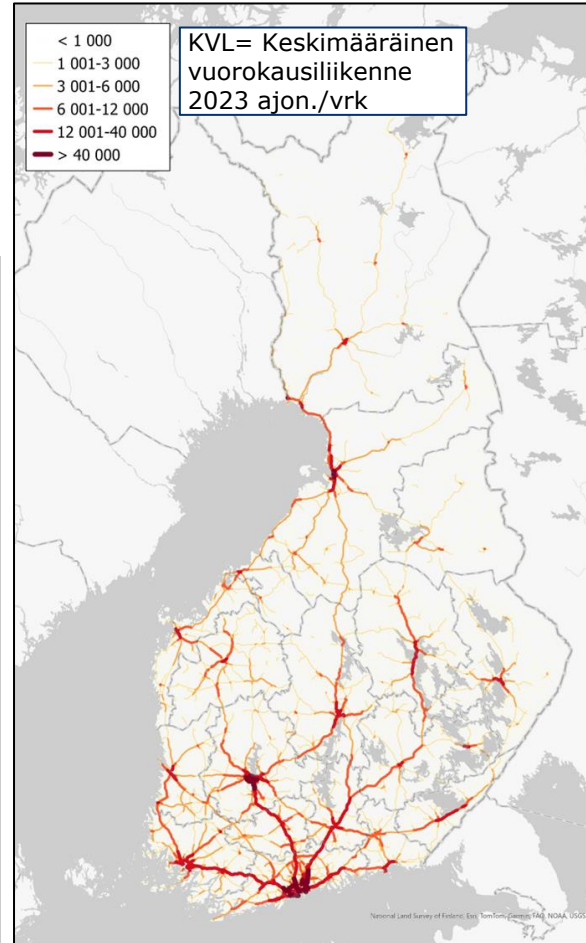 < 1 000
1 001-3 000
3 001-6 000
6 001-12 000
12 001-40 000
> 40 000
KVL= Keskimääräinen
vuorokausiliikenne
2023 ajon./vrk
National Land Survey of Finland, Esri, TomTom, Garmin, FAO, NOAA, USGS